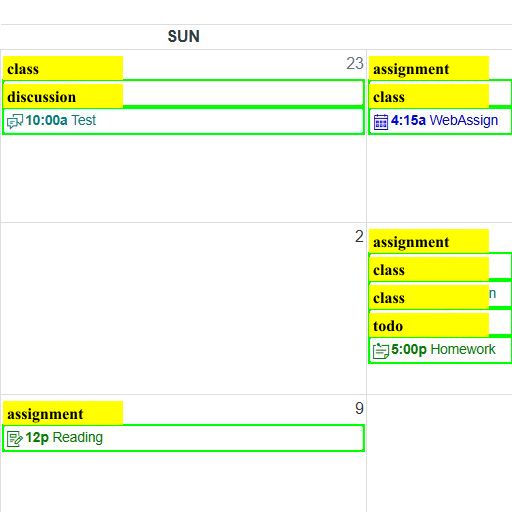 SUN
23
class
discussion
10:00a Test
assignment
class
4:15a WebAssign
2
assignment
class
class
n
todo
5:00p Homework
9
assignment
12p Reading